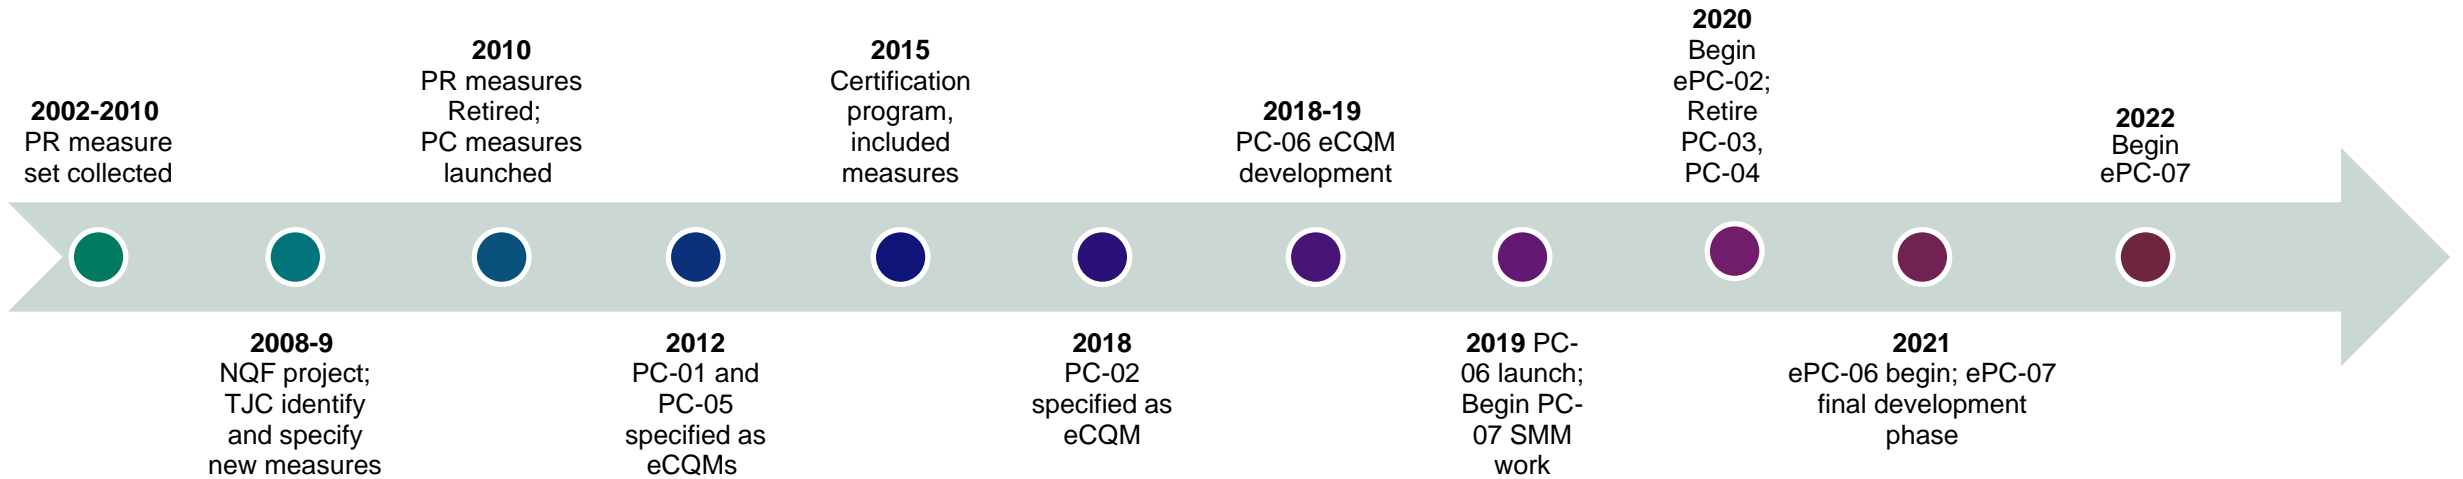 2002-2010
PR measure
set collected
2008-9
NQF project;
TJC identify
and specify
new measures
2010
PR measures
Retired;
PC measures
launched
2012
PC-01 and
PC-05
specified as
eCQMs
2015
Certification
program,
included
measures
2018
PC-02
specified as
eCQM
2018-19
PC-06 eCQM
development
2019 PC-
06 launch;
Begin PC-
07 SMM
work
2020
Begin
ePC-02;
Retire
PC-03,
PC-04
2021
ePC-06 begin; ePC-07
final development
phase
2022
Begin
ePC-07